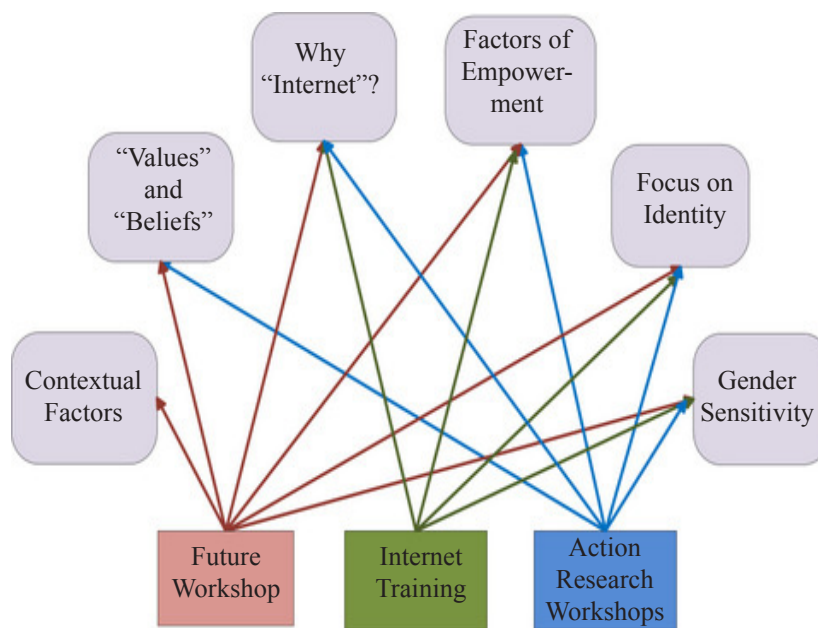 Why
“Internet”?
Factors of
Empower-
ment
“Values”
and
“Beliefs”
Focus on
Identity
Contextual
Factors
Gender
Sensitivity
Future
Workshop
Internet
Training
Action
Research
Workshops